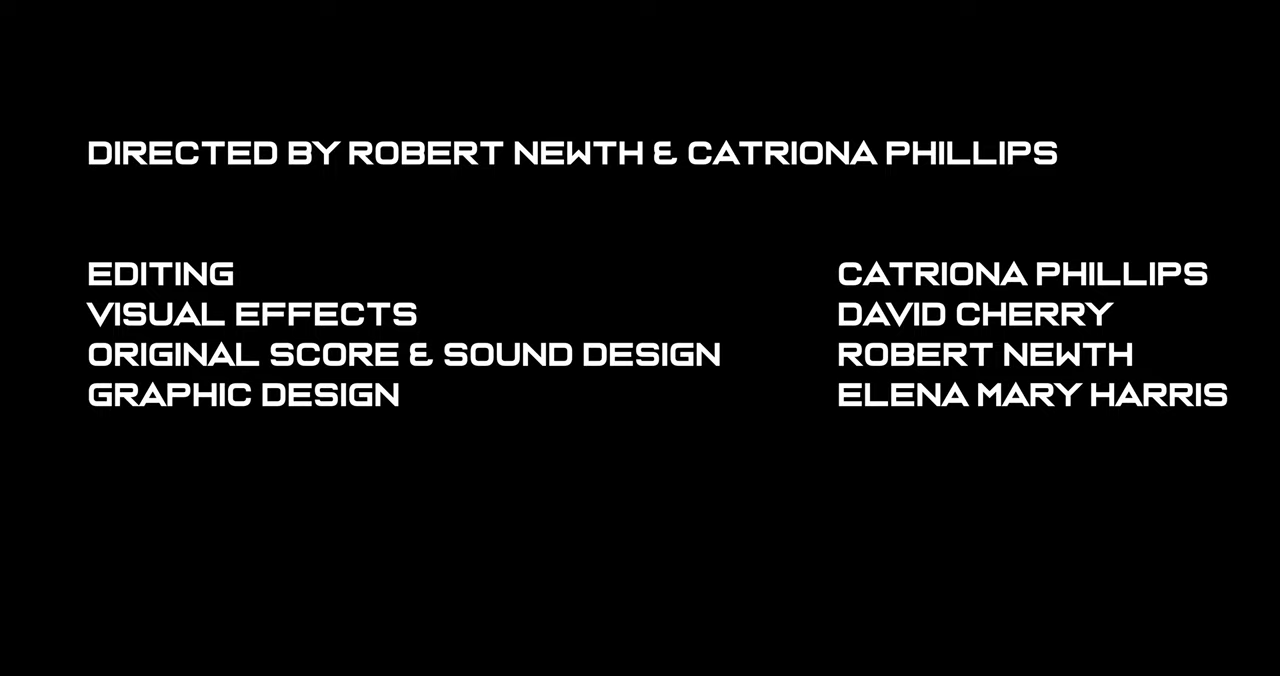 DIRECTED BY ROBERT NEWTH & CATRIONA PHILLIPS
EDITING CATRIONA PHILLIPS
VISUAL EFFECTS DAVID CHERRY
ORIGINAL SCORE & SOUND DESIGN ROBERT NEWTH
GRAPHIC DESIGN ELENA MARY HARRIS